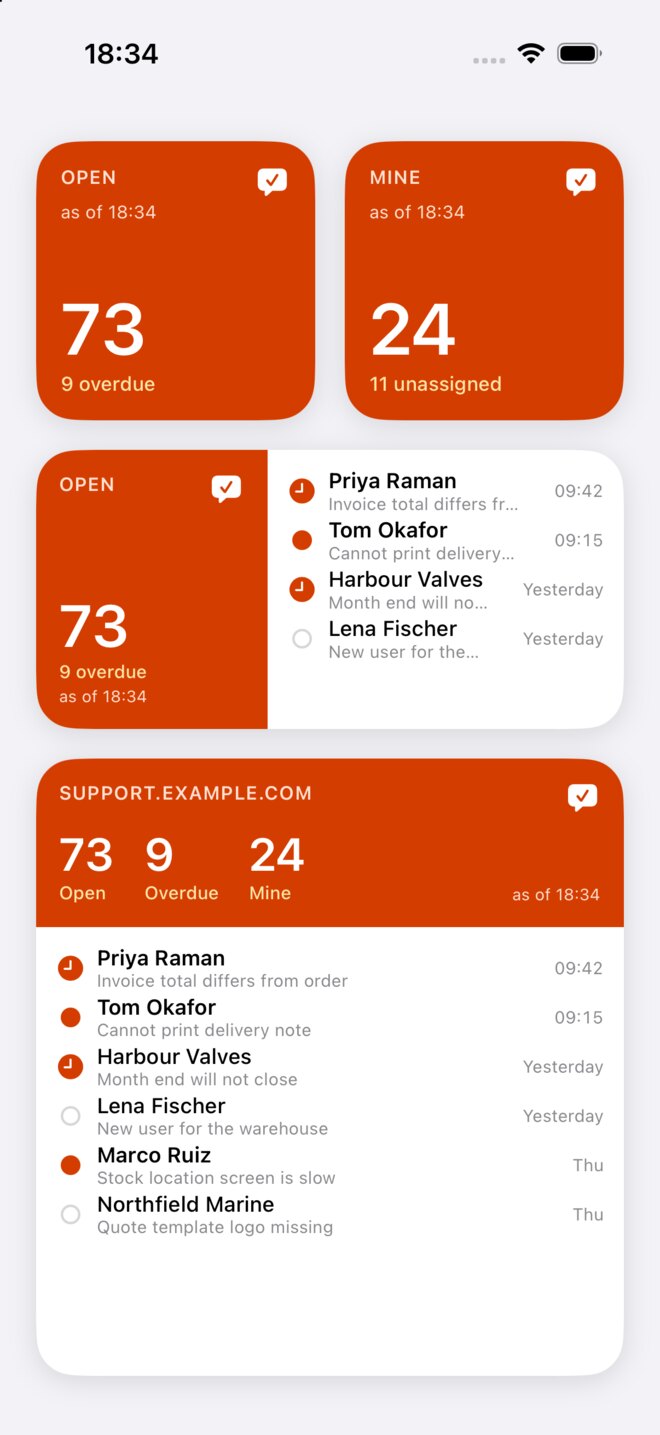 18:34
OPEN
as of 18:34
73
9 overdue
MINE
as of 18:34
24
11 unassigned
OPEN
73
9 overdue
as of 18:34
Priya Raman
Invoice total differs fr...
09:42
Tom Okafor
Cannot print delivery...
09:15
Harbour Valves
Month end will no...
Yesterday
Lena Fischer
New user for the...
Yesterday
SUPPORT.EXAMPLE.COM
73 9 24
Open Overdue Mine
as of 18:34
Priya Raman
Invoice total differs from order
09:42
Tom Okafor
Cannot print delivery note
09:15
Harbour Valves
Month end will not close
Yesterday
Lena Fischer
New user for the warehouse
Yesterday
Marco Ruiz
Stock location screen is slow
Thu
Northfield Marine
Quote template logo missing
Thu